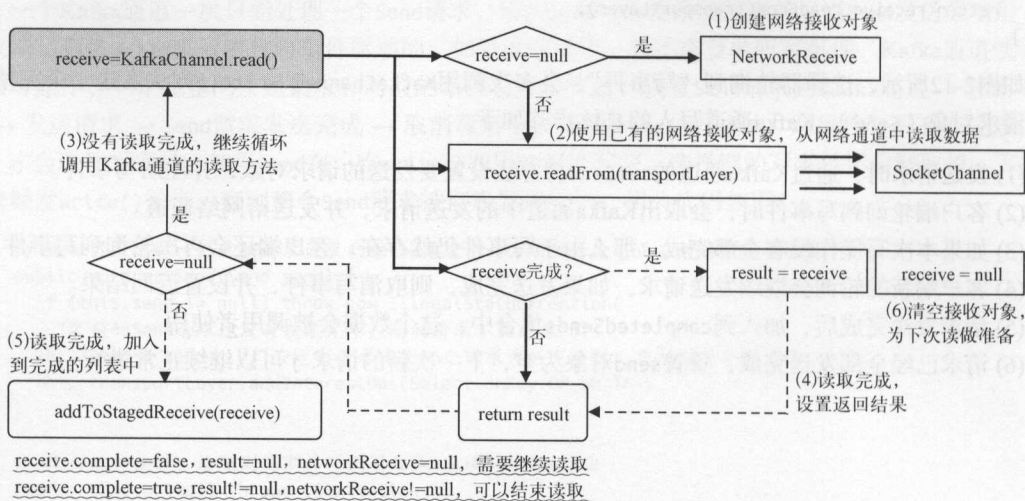 (1)创建网络接收对象
receive=KafkaChannel.read()
receive=null
是
NetworkReceive
否
(2)使用已有的网络接收对象，从网络通道中读取数据
(3)没有读取完成，继续循环
调用Kafka通道的读取方法
receive.readFrom(transportLayer)
SocketChannel
是
receive!=null
receive完成？
是
result = receive
receive = null
(6)清空接收对象，
为下次读做准备
否
否
(5)读取完成，加入
到完成的列表中
(4)读取完成，
设置返回结果
addToStagedReceive(receive)
return result
receive.complete=false，result=null，networkReceive=null，需要继续读取
receive.complete=true，result!=null,networkReceive!=null，可以结束读取